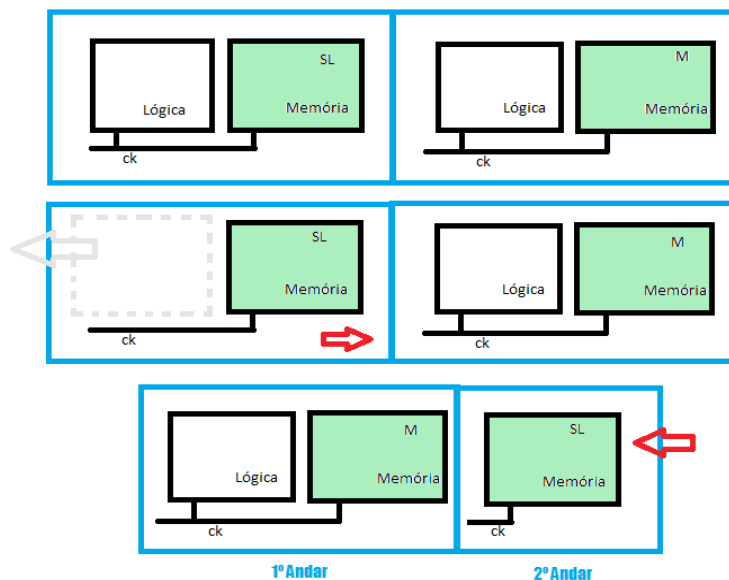 SL
Lógica
Memória
ck
M
Lógica
Memória
ck
SL
Memória
ck
M
Lógica
Memória
ck
M
Lógica
Memória
ck
SL
Memória
ck
1º Andar
2º Andar